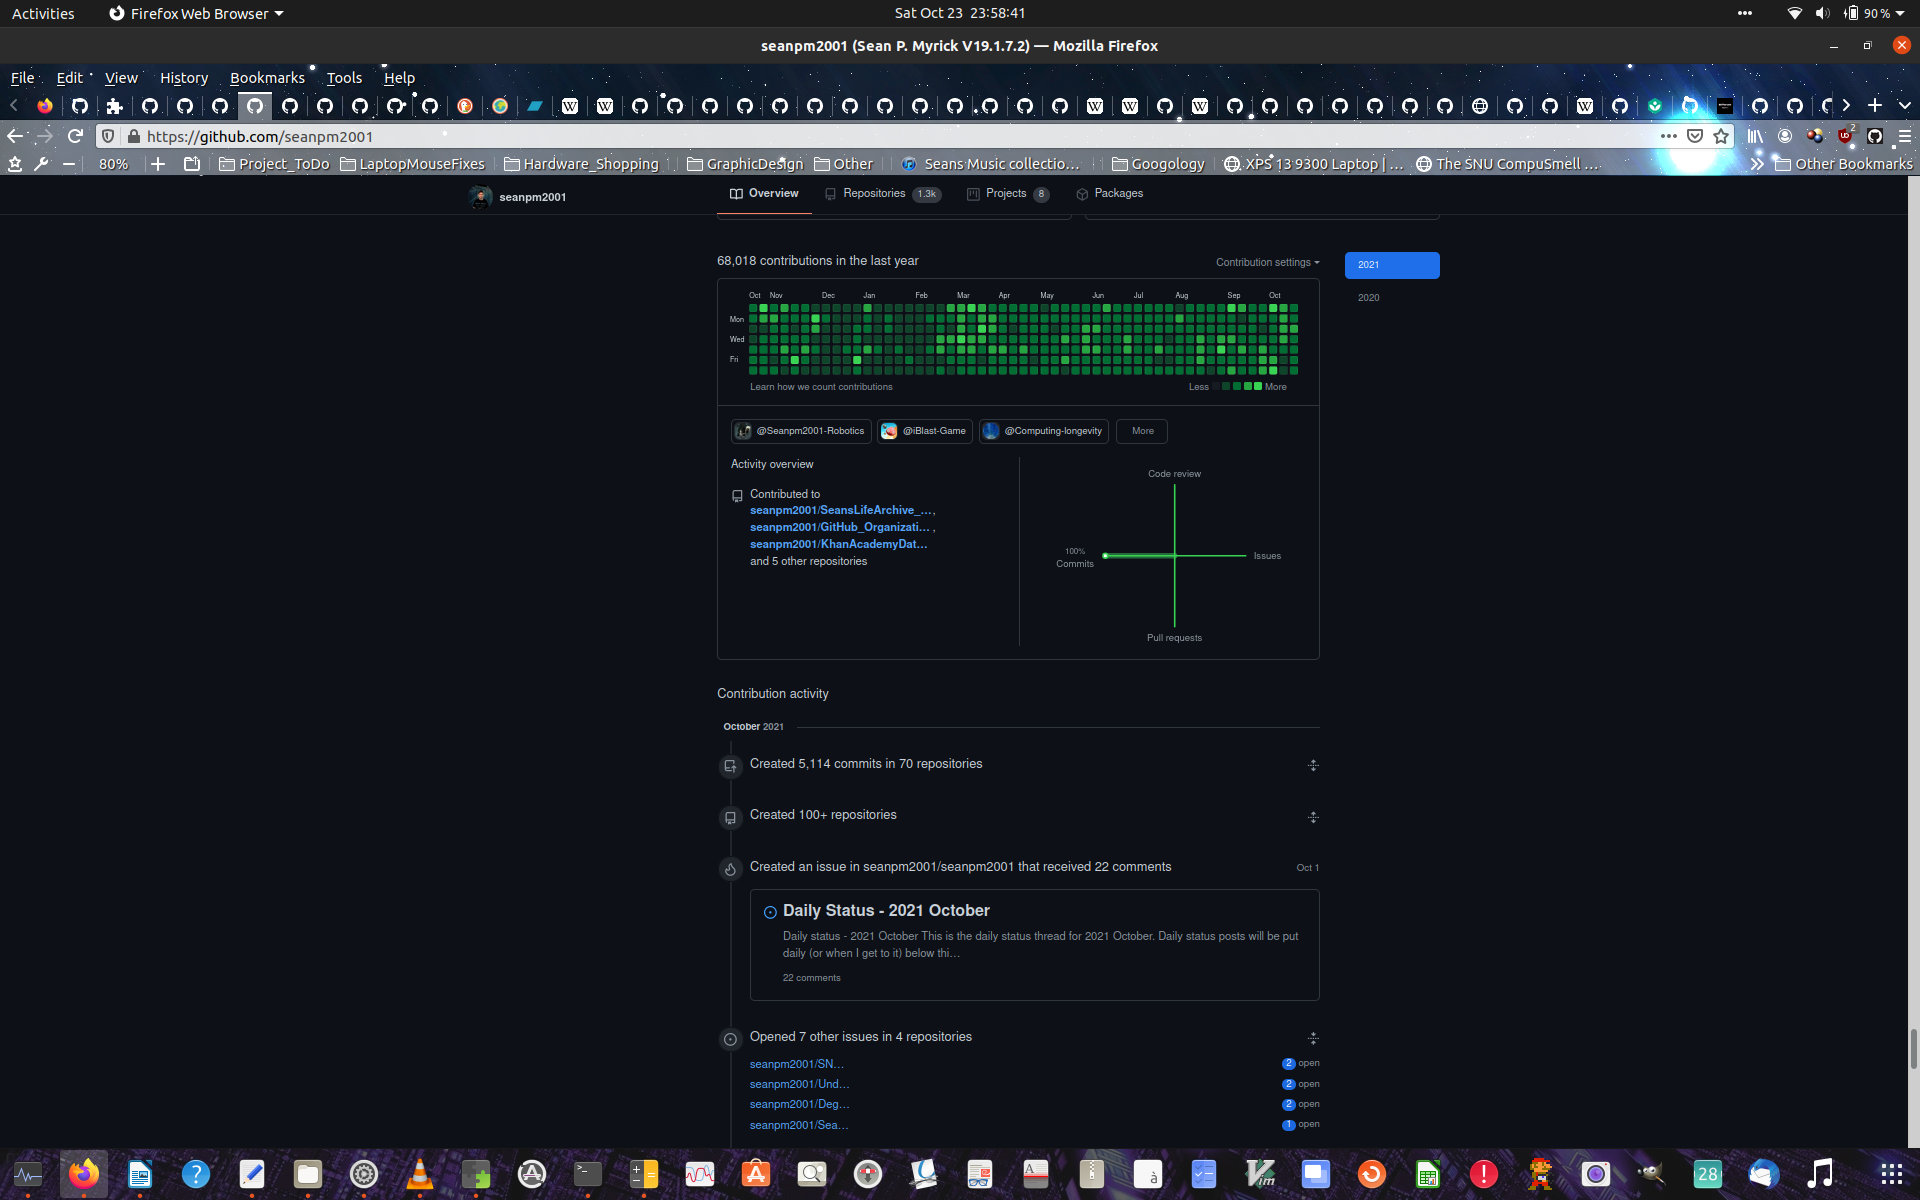 Activities
Firefox Web Browser
Sat Oct 23 23:58:41
90 %
seanpm2001 (Sean P. Myrick V19.1.7.2) — Mozilla Firefox
File Edit View History Bookmarks Tools Help
https://github.com/seanpm2001
2
80%
Project_ToDo
LaptopMouseFixes
Hardware_Shopping
GraphicDesign
Other
Seans Music collectio…
Googology
XPS 13 9300 Laptop | …
The SNU CompuSmell …
Other Bookmarks
seanpm2001
Overview
Repositories 1.3k
Projects 8
Packages
68,018 contributions in the last year
Contribution settings
2021
2020
Oct Nov Dec Jan Feb Mar Apr May Jun Jul Aug Sep Oct
Mon
Wed
Fri
Learn how we count contributions
Less More
@Seanpm2001-Robotics
@iBlast-Game
@Computing-longevity
More
Activity overview
Contributed to
seanpm2001/SeansLifeArchive_…,
seanpm2001/GitHub_Organizati… ,
seanpm2001/KhanAcademyDat…
and 5 other repositories
Code review
100%
Commits
Issues
Pull requests
Contribution activity
October 2021
Created 5,114 commits in 70 repositories
Created 100+ repositories
Created an issue in seanpm2001/seanpm2001 that received 22 comments
Oct 1
Daily Status - 2021 October
Daily status - 2021 October This is the daily status thread for 2021 October. Daily status posts will be put
daily (or when I get to it) below thi…
22 comments
Opened 7 other issues in 4 repositories
seanpm2001/SN… 2 open
seanpm2001/Und… 2 open
seanpm2001/Deg… 2 open
seanpm2001/Sea… 1 open
28